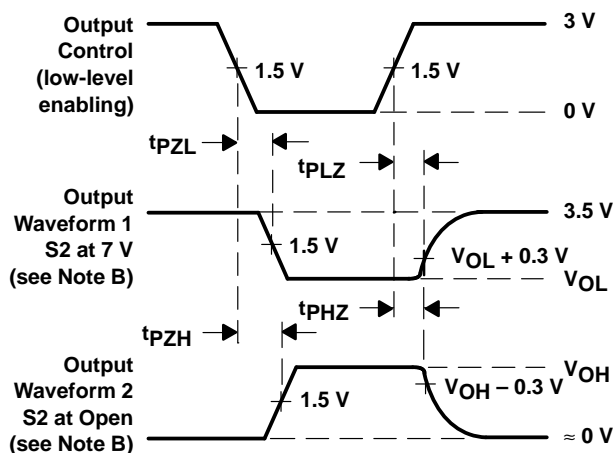 Output
Control
(low-level
enabling)
3 V
1.5 V
1.5 V
0 V
tPZL
tPLZ
Output
Waveform 1
S2 at 7 V
(see Note B)
3.5 V
1.5 V
VOL + 0.3 V
VOL
tPHZ
tPZH
Output
Waveform 2
S2 at Open
(see Note B)
VOH
VOH − 0.3 V
1.5 V
≈ 0 V